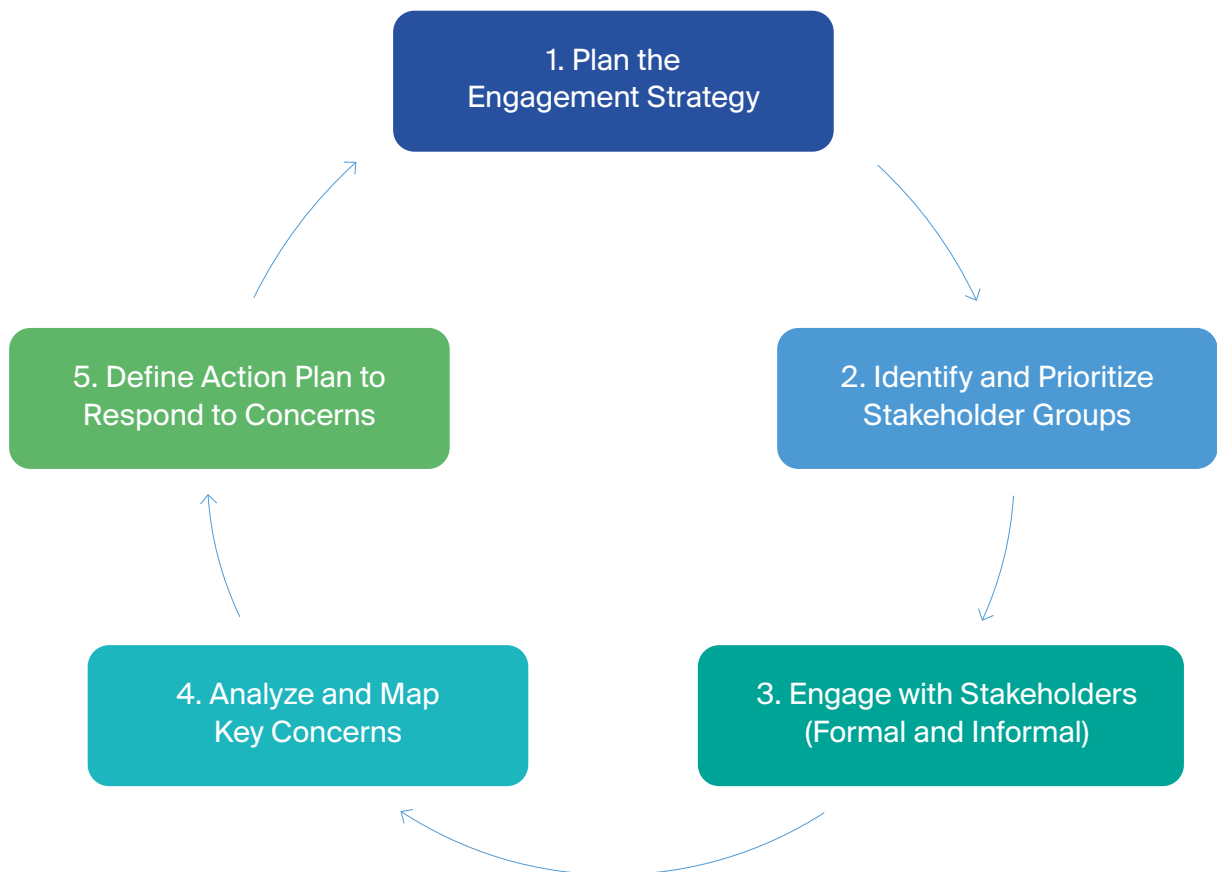 1. Plan the
Engagement Strategy
2. Identify and Prioritize
Stakeholder Groups
3. Engage with Stakeholders
(Formal and Informal)
4. Analyze and Map
Key Concerns
5. Define Action Plan to
Respond to Concerns